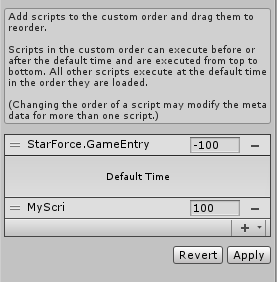 Add scripts to the custom order and drag them to
reorder.
Scripts in the custom order can execute before or
after the default time and are executed from top to
bottom. All other scripts execute at the default time
in the order they are loaded.
(Changing the order of a script may modify the meta
data for more than one script.)
StarForce.GameEntry -100 –
Default Time
MyScri 100 –
+
Revert Apply